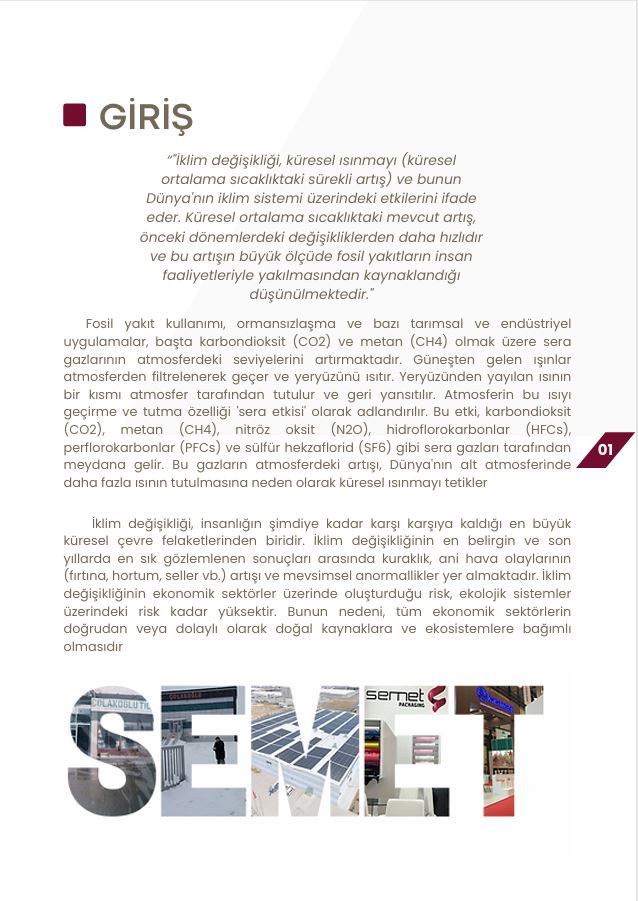 GİRİŞ
“"İklim değişikliği, küresel ısınmayı (küresel
ortalama sıcaklıktaki sürekli artış) ve bunun
Dünya'nın iklim sistemi üzerindeki etkilerini ifade
eder. Küresel ortalama sıcaklıktaki mevcut artış,
önceki dönemlerdeki değişikliklerden daha hızlıdır
ve bu artışın büyük ölçüde fosil yakıtların insan
faaliyetleriyle yakılmasından kaynaklandığı
düşünülmektedir."
Fosil yakıt kullanımı, ormansızlaşma ve bazı tarımsal ve endüstriyel
uygulamalar, başta karbondioksit (CO2) ve metan (CH4) olmak üzere sera
gazlarının atmosferdeki seviyelerini artırmaktadır. Güneşten gelen ışınlar
atmosferden filtrelenerek geçer ve yeryüzünü ısıtır. Yeryüzünden yayılan ısının
bir kısmı atmosfer tarafından tutulur ve geri yansıtılır. Atmosferin bu ısıyı
geçirme ve tutma özelliği 'sera etkisi' olarak adlandırılır. Bu etki, karbondioksit
(CO2), metan (CH4), nitröz oksit (N2O), hidroflorokarbonlar (HFCs),
perflorokarbonlar (PFCs) ve sülfür hekzaflorid (SF6) gibi sera gazları tarafından
meydana gelir. Bu gazların atmosferdeki artışı, Dünya'nın alt atmosferinde
daha fazla ısının tutulmasına neden olarak küresel ısınmayı tetikler
01
İklim değişikliği, insanlığın şimdiye kadar karşı karşıya kaldığı en büyük
küresel çevre felaketlerinden biridir. İklim değişikliğinin en belirgin ve son
yıllarda en sık gözlemlenen sonuçları arasında kuraklık, ani hava olaylarının
(fırtına, hortum, seller vb.) artışı ve mevsimsel anormallikler yer almaktadır. İklim
değişikliğinin ekonomik sektörler üzerinde oluşturduğu risk, ekolojik sistemler
üzerindeki risk kadar yüksektir. Bunun nedeni, tüm ekonomik sektörlerin
doğrudan veya dolaylı olarak doğal kaynaklara ve ekosistemlere bağımlı
olmasıdır
SEMET
semet
PACKAGING